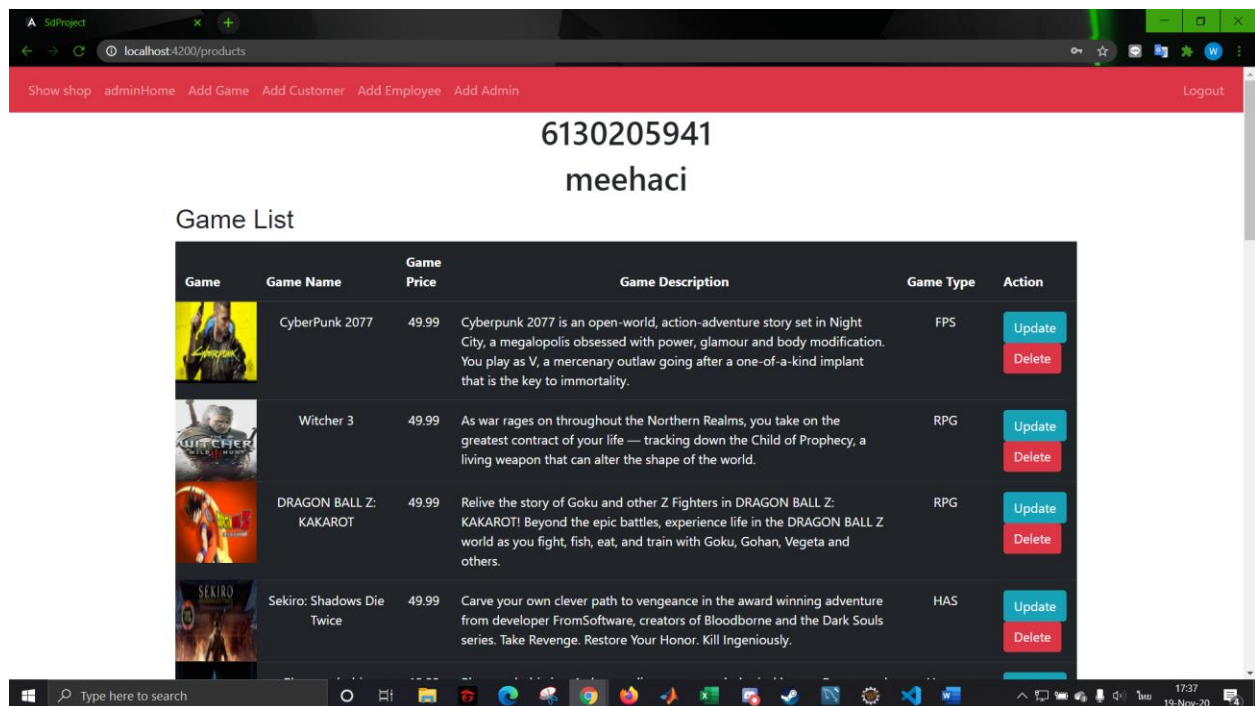 SdProject
localhost:4200/products
W
Show shop adminHome Add Game Add Customer Add Employee Add Admin Logout
6130205941
meehaci
Game List
Game Game Name Game Price Game Description Game Type Action
CYBERPUNK
CyberPunk 2077 49.99
Cyberpunk 2077 is an open-world, action-adventure story set in Night
City, a megalopolis obsessed with power, glamour and body modification.
You play as V, a mercenary outlaw going after a one-of-a-kind implant
that is the key to immortality.
FPS
Update
Delete
WITCHER
WILD HUNT
Witcher 3 49.99
As war rages on throughout the Northern Realms, you take on the
greatest contract of your life — tracking down the Child of Prophecy, a
living weapon that can alter the shape of the world.
RPG
Update
Delete
DRAGON BALL Z:
KAKAROT
49.99
Relive the story of Goku and other Z Fighters in DRAGON BALL Z:
KAKAROT! Beyond the epic battles, experience life in the DRAGON BALL Z
world as you fight, fish, eat, and train with Goku, Gohan, Vegeta and
others.
RPG
Update
Delete
SEKIRO
Sekiro: Shadows Die
Twice
49.99
Carve your own clever path to vengeance in the award winning adventure
from developer FromSoftware, creators of Bloodborne and the Dark Souls
series. Take Revenge. Restore Your Honor. Kill Ingeniously.
HAS
Update
Delete
Type here to search
ไทย
17:37
19-Nov-20
4